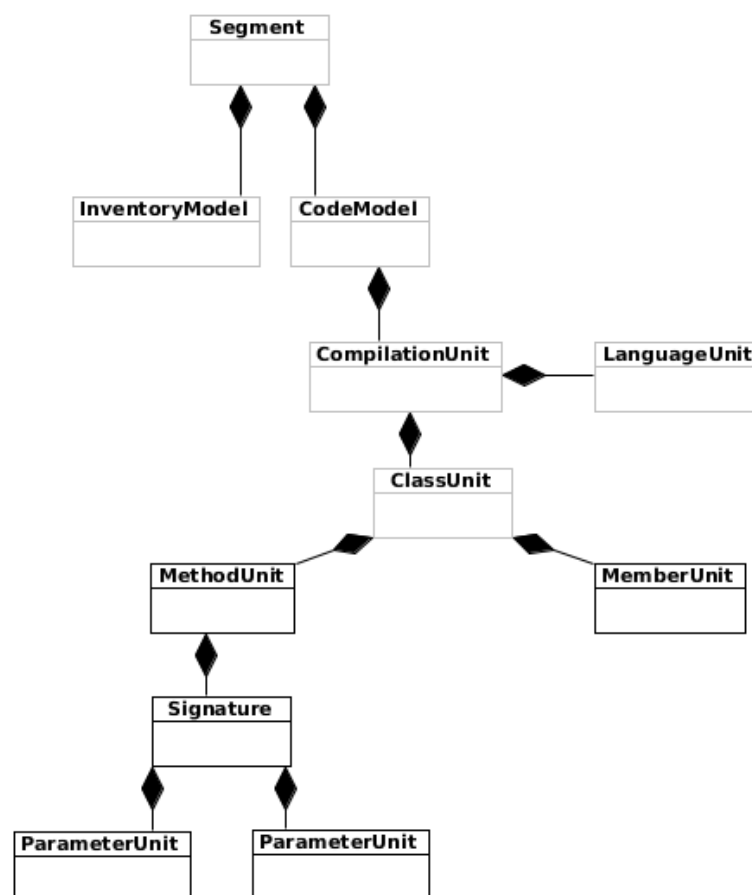 Segment
InventoryModel
CodeModel
CompilationUnit
LanguageUnit
ClassUnit
MethodUnit
MemberUnit
Signature
ParameterUnit
ParameterUnit